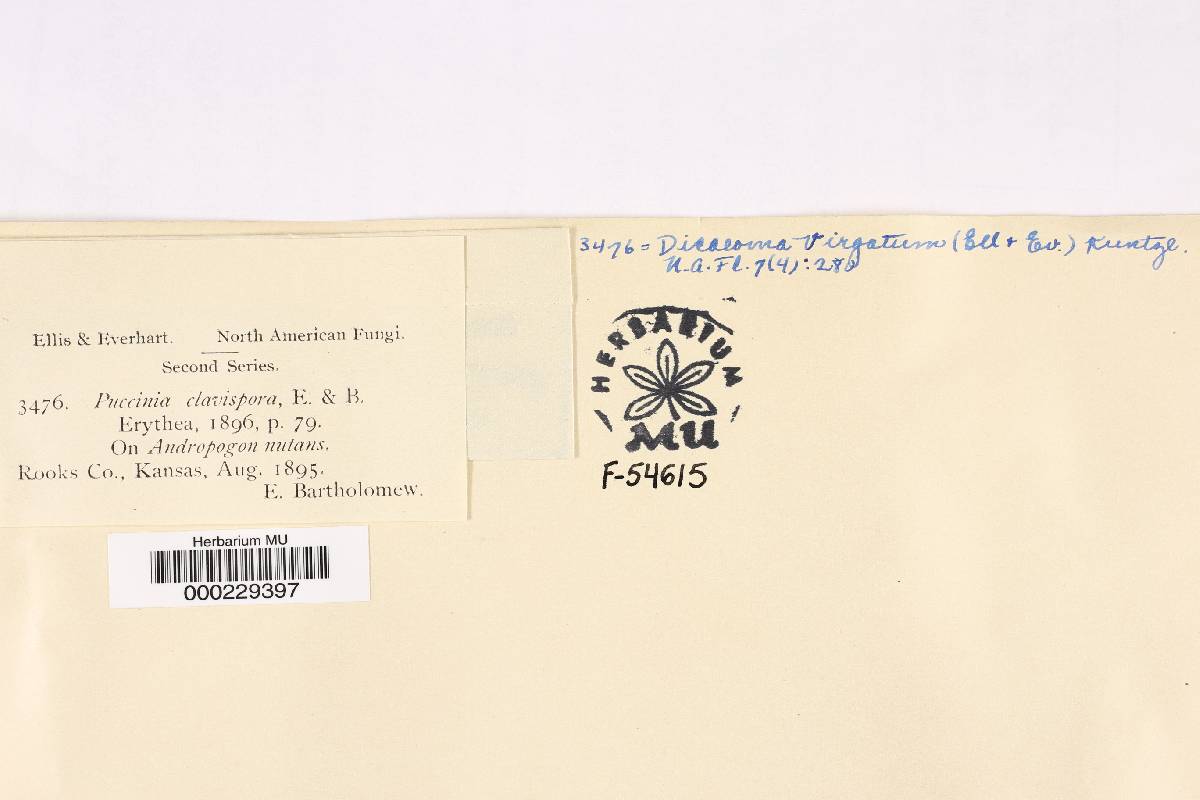 3476 = Dicaeoma Virgatum (Ell + Ev.) Kuntze.
N.A.Fl. 7(4):280
Ellis & Everhart. North American Fungi.
Second Series.
3476. Puccinia clavispora, E. & B.
Erythea, 1896, p. 79.
On Andropogon nutans.
Rooks Co., Kansas, Aug. 1895.
E. Bartholomew.
HERBARIUM
MU
F-54615
Herbarium MU
000229397